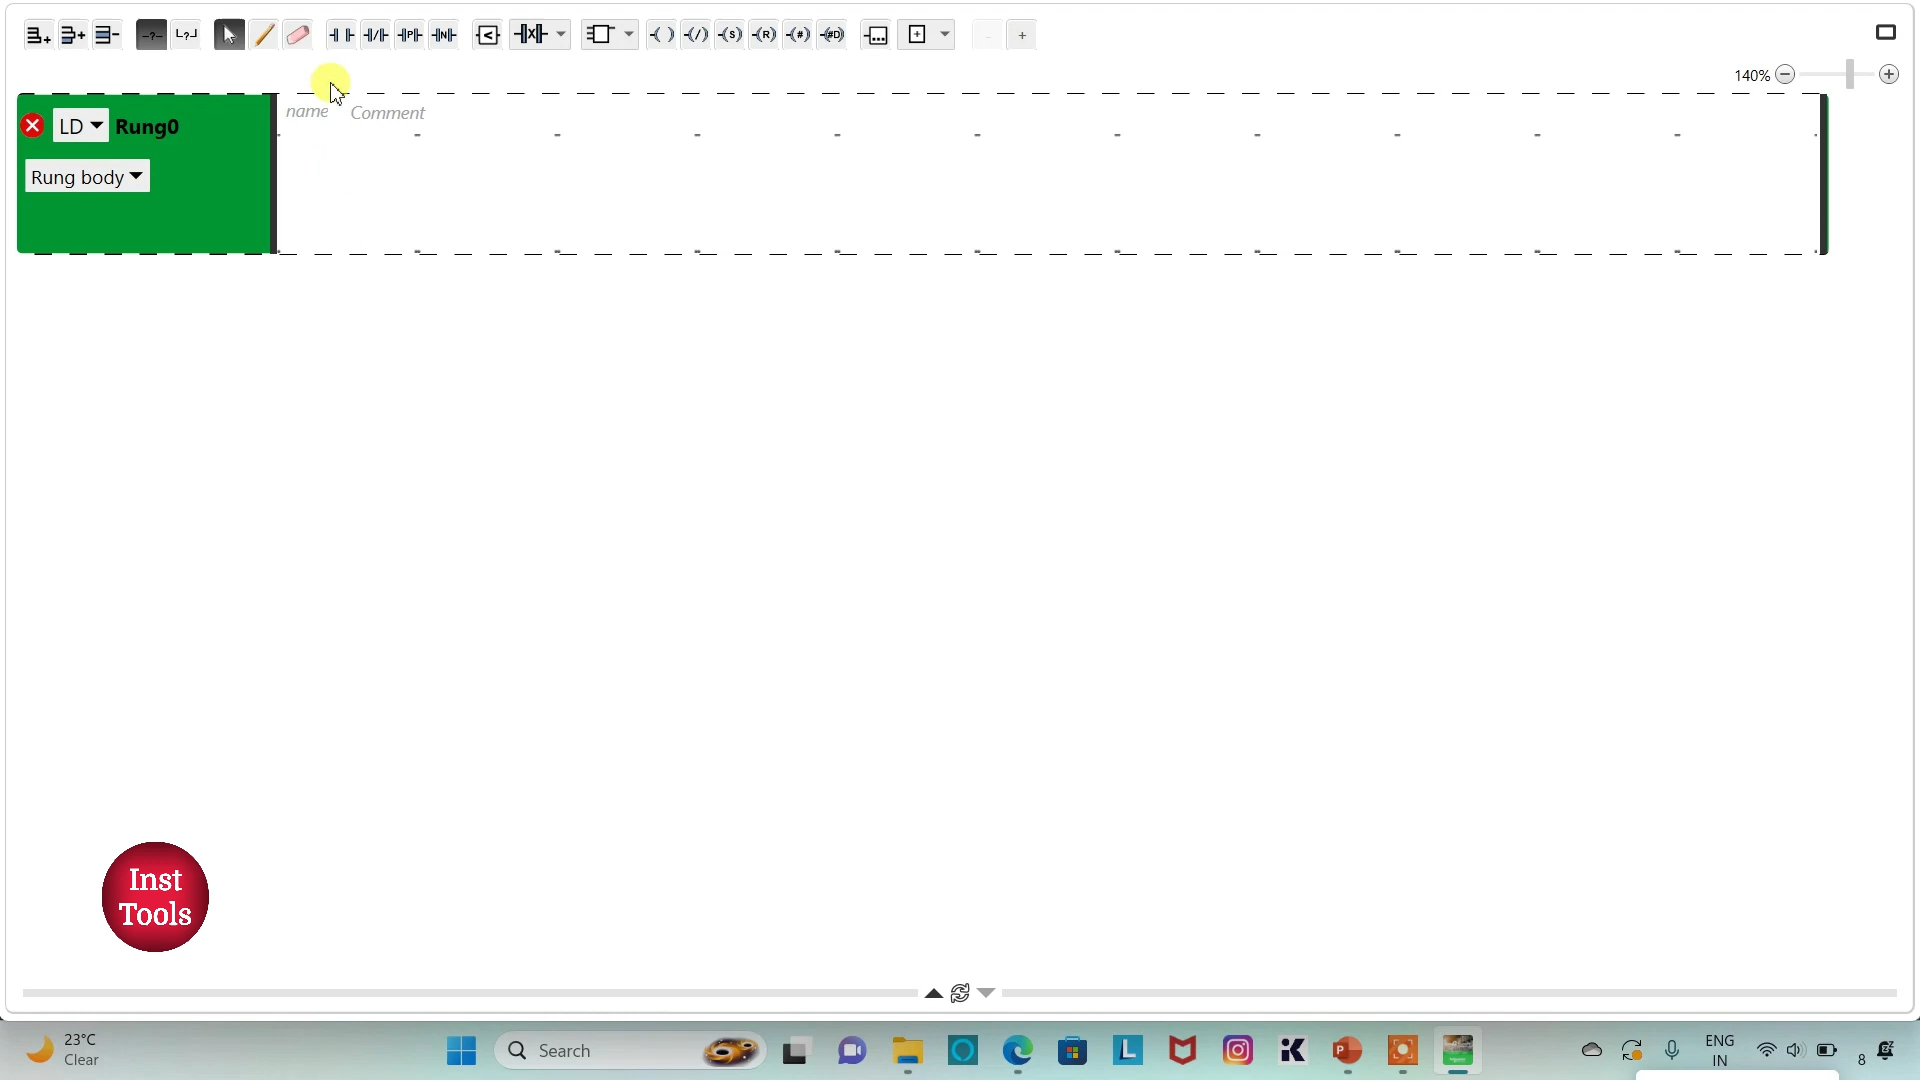 140%
name Comment
LD Rung0
Rung body
Inst
Tools
23°C
Clear
Search
ENG
IN
8